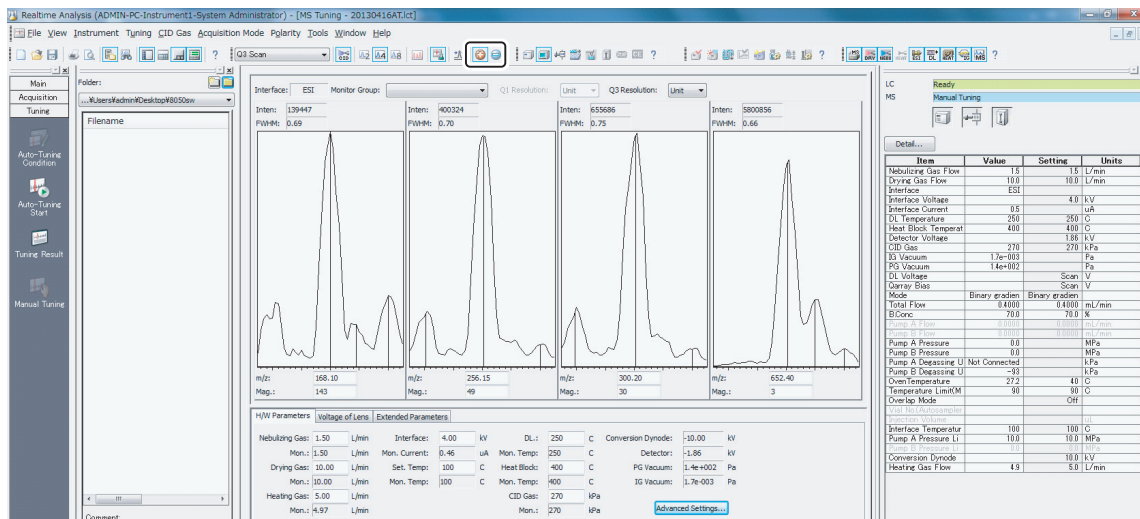 Realtime Analysis (ADMIN-PC-Instrument1-System Administrator) - [MS Tuning - 20130416AT.lct]
File View Instrument Tuning CID Gas Acquisition Mode Polarity Tools Window Help
Q3 Scan
Main
Acquisition
Tuning
Auto-Tuning
Condition
Auto-Tuning
Start
Tuning Result
Manual Tuning
Folder:
...¥Users¥admin¥Desktop¥8050sw
Filename
Comment:
Interface: ESI Monitor Group: Q1 Resolution: Unit Q3 Resolution: Unit
Inten: 139447 Inten: 400324 Inten: 655686 Inten: 5800856
FWHM: 0.69 FWHM: 0.70 FWHM: 0.75 FWHM: 0.66
m/z: 168.10 m/z: 256.15 m/z: 300.20 m/z: 652.40
Mag.: 143 Mag.: 49 Mag.: 30 Mag.: 3
H/W Parameters Voltage of Lens Extended Parameters
Nebulizing Gas: 1.50 L/min Interface: 4.00 kV DL.: 250 C Conversion Dynode: -10.00 kV
Mon.: 1.50 L/min Mon. Current: 0.46 uA Mon. Temp: 250 C Detector: -1.86 kV
Drying Gas: 10.00 L/min Set. Temp: 100 C Heat Block: 400 C PG Vacuum: 1.4e+002 Pa
Mon.: 10.00 L/min Mon. Temp: 100 C Mon. Temp: 400 C IG Vacuum: 1.7e-003 Pa
Heating Gas: 5.00 L/min CID Gas: 270 kPa
Mon.: 4.97 L/min Mon.: 270 kPa Advanced Settings...
LC Ready
MS Manual Tuning
Detail...
Item Value Setting Units
Nebulizing Gas Flow 1.5 1.5 L/min
Drying Gas Flow 10.0 10.0 L/min
Interface ESI
Interface Voltage 4.0 kV
Interface Current 0.5 uA
DL Temperature 250 250 C
Heat Block Temperat 400 400 C
Detector Voltage 1.86 kV
CID Gas 270 270 kPa
IG Vacuum 1.7e-003 Pa
PG Vacuum 1.4e+002 Pa
DL Voltage Scan V
Qarray Bias Scan V
Mode Binary gradien Binary gradien
Total Flow 0.4000 0.4000 mL/min
B.Conc 70.0 70.0 %
Pump A Flow 0.0000 0.0000 mL/min
Pump B Flow 0.0000 0.0000 mL/min
Pump A Pressure 0.0 MPa
Pump B Pressure 0.0 MPa
Pump A Degassing U Not Connected kPa
Pump B Degassing U -93 kPa
OvenTemperature 27.2 40 C
Temperature Limit(M 90 90 C
Overlap Mode Off
Vial No.(Autosampler
Injection Volume uL
Interface Temperatur 100 100 C
Pump A Pressure Li 10.0 10.0 MPa
Pump B Pressure Li 0.0 0.0 MPa
Conversion Dynode 10.0 kV
Heating Gas Flow 4.9 5.0 L/min